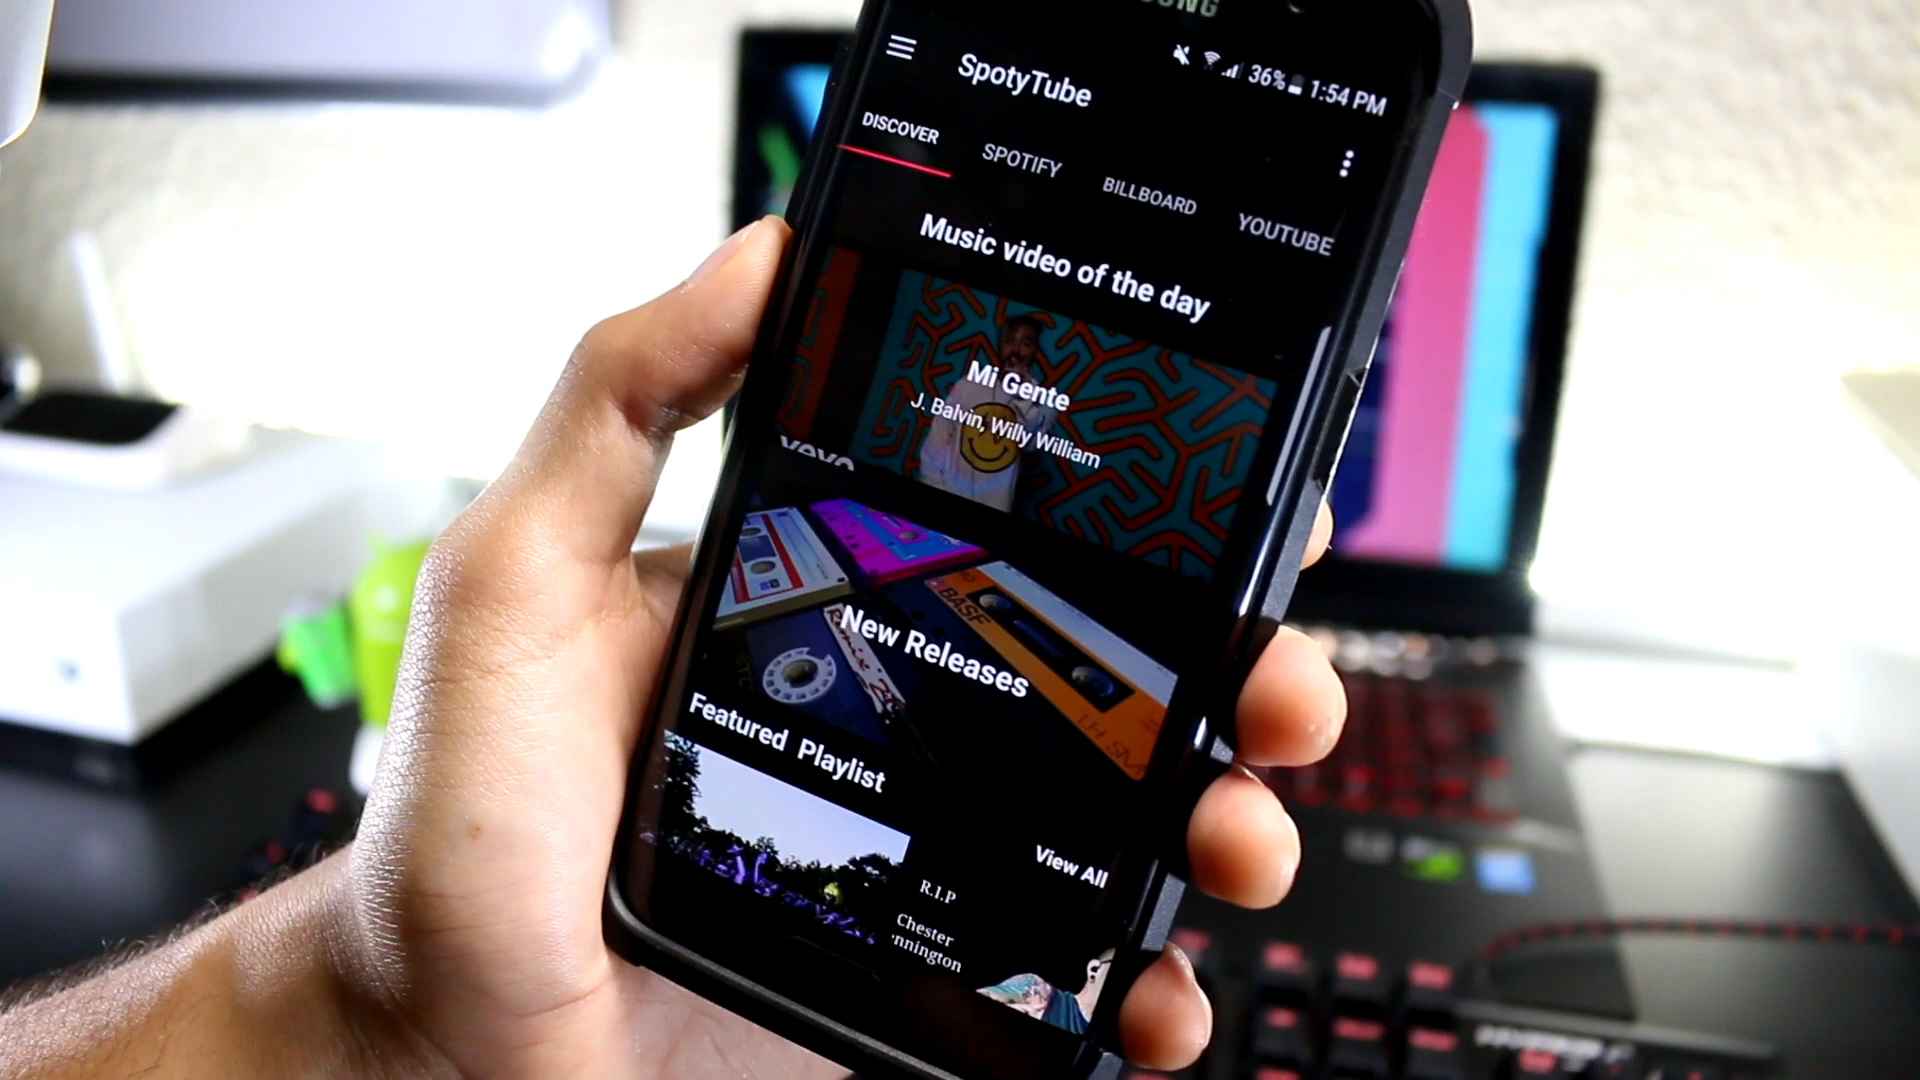 36% 1:54 PM
SpotyTube
DISCOVER SPOTIFY BILLBOARD YOUTUBE
Music video of the day
Mi Gente
J. Balvin, Willy William
vevo
BASF
New Releases
Featured Playlist
View All
R.I.P
Chester
nnington